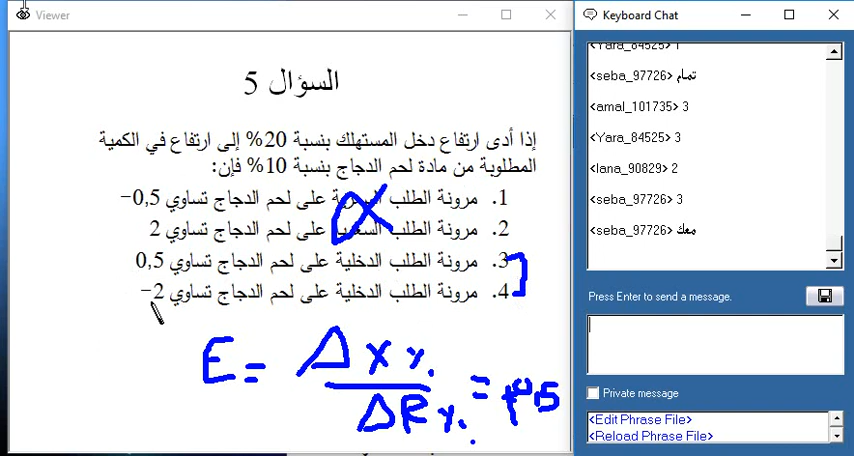 Viewer
السؤال 5
إذا أدى ارتفاع دخل المستهلك بنسبة 20% إلى ارتفاع في الكمية
المطلوبة من مادة لحم الدجاج بنسبة 10% فإن:
1. مرونة الطلب السعرية على لحم الدجاج تساوي 0,5−
2. مرونة الطلب السعرية على لحم الدجاج تساوي 2
3. مرونة الطلب الدخلية على لحم الدجاج تساوي 0,5
4. مرونة الطلب الدخلية على لحم الدجاج تساوي 2−
E = ΔX% / ΔR% =
Keyboard Chat
<Yara_84525> 1
<seba_97726> تمام
<amal_101735> 3
<Yara_84525> 3
<lana_90829> 2
<seba_97726> 3
<seba_97726> معك
Press Enter to send a message.
Private message
<Edit Phrase File>
<Reload Phrase File>